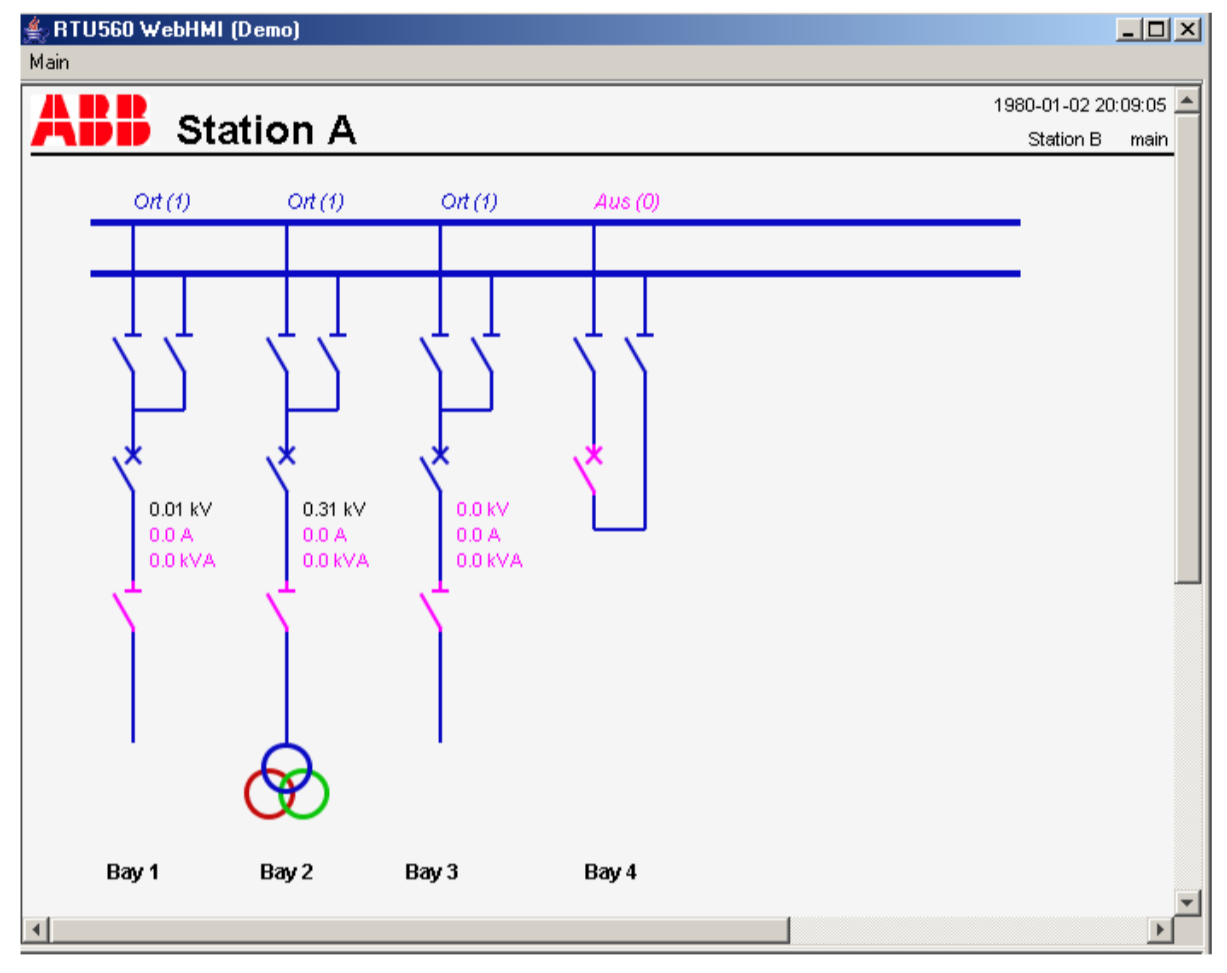 RTU560 WebHMI (Demo)
Main
ABB Station A
1980-01-02 20:09:05
Station B main
Ort (1) Ort (1) Ort (1) Aus (0)
0.01 kV 0.31 kV 0.0 kV
0.0 A 0.0 A 0.0 A
0.0 kVA 0.0 kVA 0.0 kVA
Bay 1 Bay 2 Bay 3 Bay 4